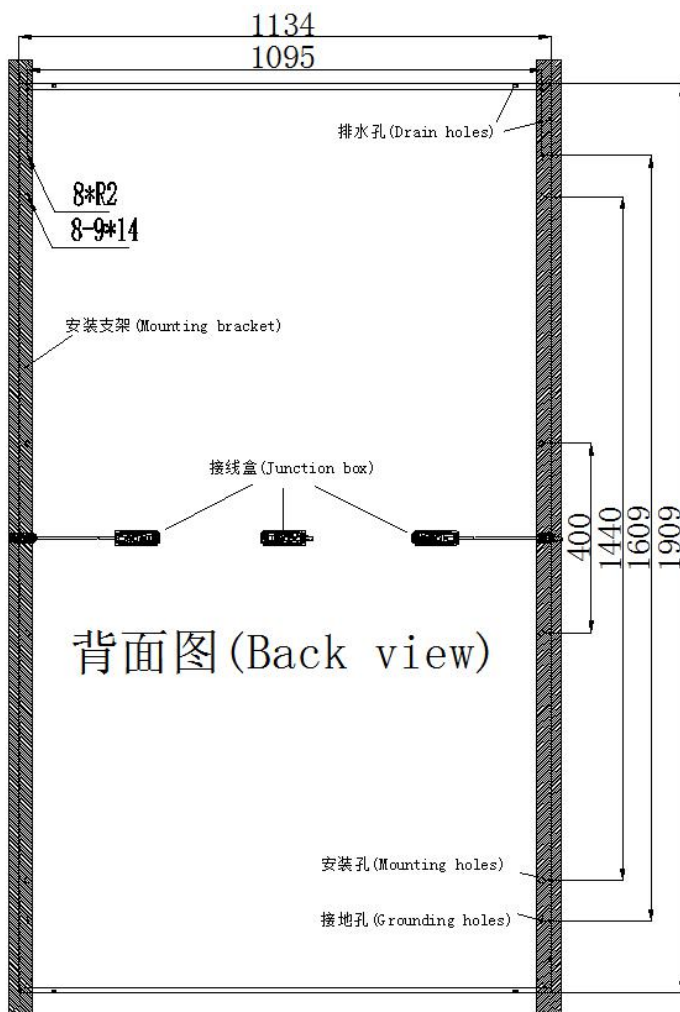 1134
1095
排水孔(Drain holes)
8*R2
8-9*14
安装支架(Mounting bracket)
接线盒(Junction box)
400
1440
1609
1909
背面图(Back view)
安装孔(Mounting holes)
接地孔(Grounding holes)